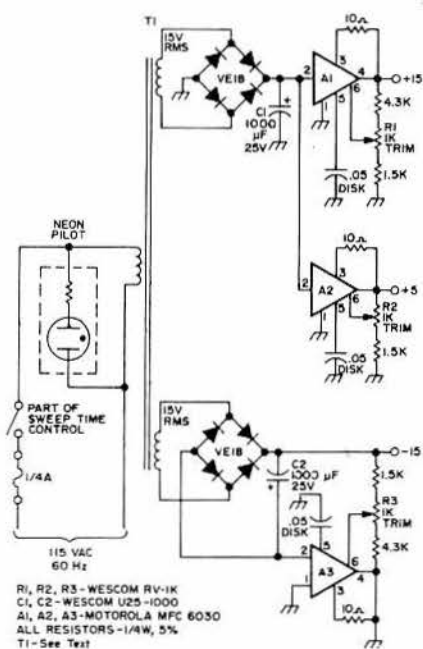 T1
15V
RMS
VE1B
C1
1000
μF
25V
+
2
A1
3
4
1
5
6
10Ω
+15
4.3K
R1
1K
TRIM
1.5K
.05
DISK
NEON
PILOT
10Ω
2
A2
3
1
5
6
+5
R2
1K
TRIM
1.5K
.05
DISK
PART OF
SWEEP TIME
CONTROL
1/4A
115 VAC
60 Hz
15V
RMS
VE1B
C2
1000 μF
25V
+
-15
1.5K
R3
1K
TRIM
4.3K
.05
DISK
5
2
A3
6
4
1
3
10Ω
R1, R2, R3-WESCOM RV-1K
C1, C2-WESCOM U25-1000
A1, A2, A3-MOTOROLA MFC 6030
ALL RESISTORS-1/4W, 5%
T1-See Text